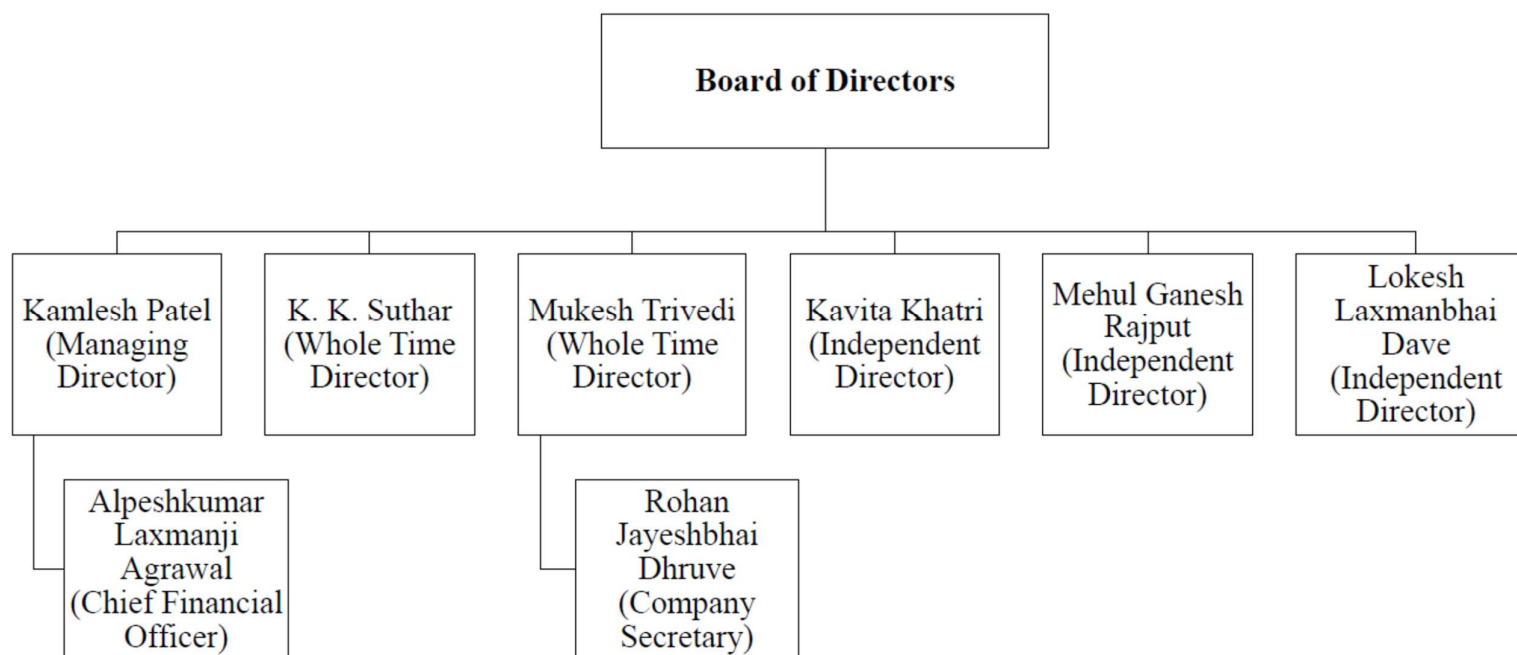 Board of Directors
Kamlesh Patel
(Managing
Director)
K. K. Suthar
(Whole Time
Director)
Mukesh Trivedi
(Whole Time
Director)
Kavita Khatri
(Independent
Director)
Mehul Ganesh
Rajput
(Independent
Director)
Lokesh
Laxmanbhai
Dave
(Independent
Director)
Alpeshkumar
Laxmanji
Agrawal
(Chief Financial
Officer)
Rohan
Jayeshbhai
Dhruve
(Company
Secretary)